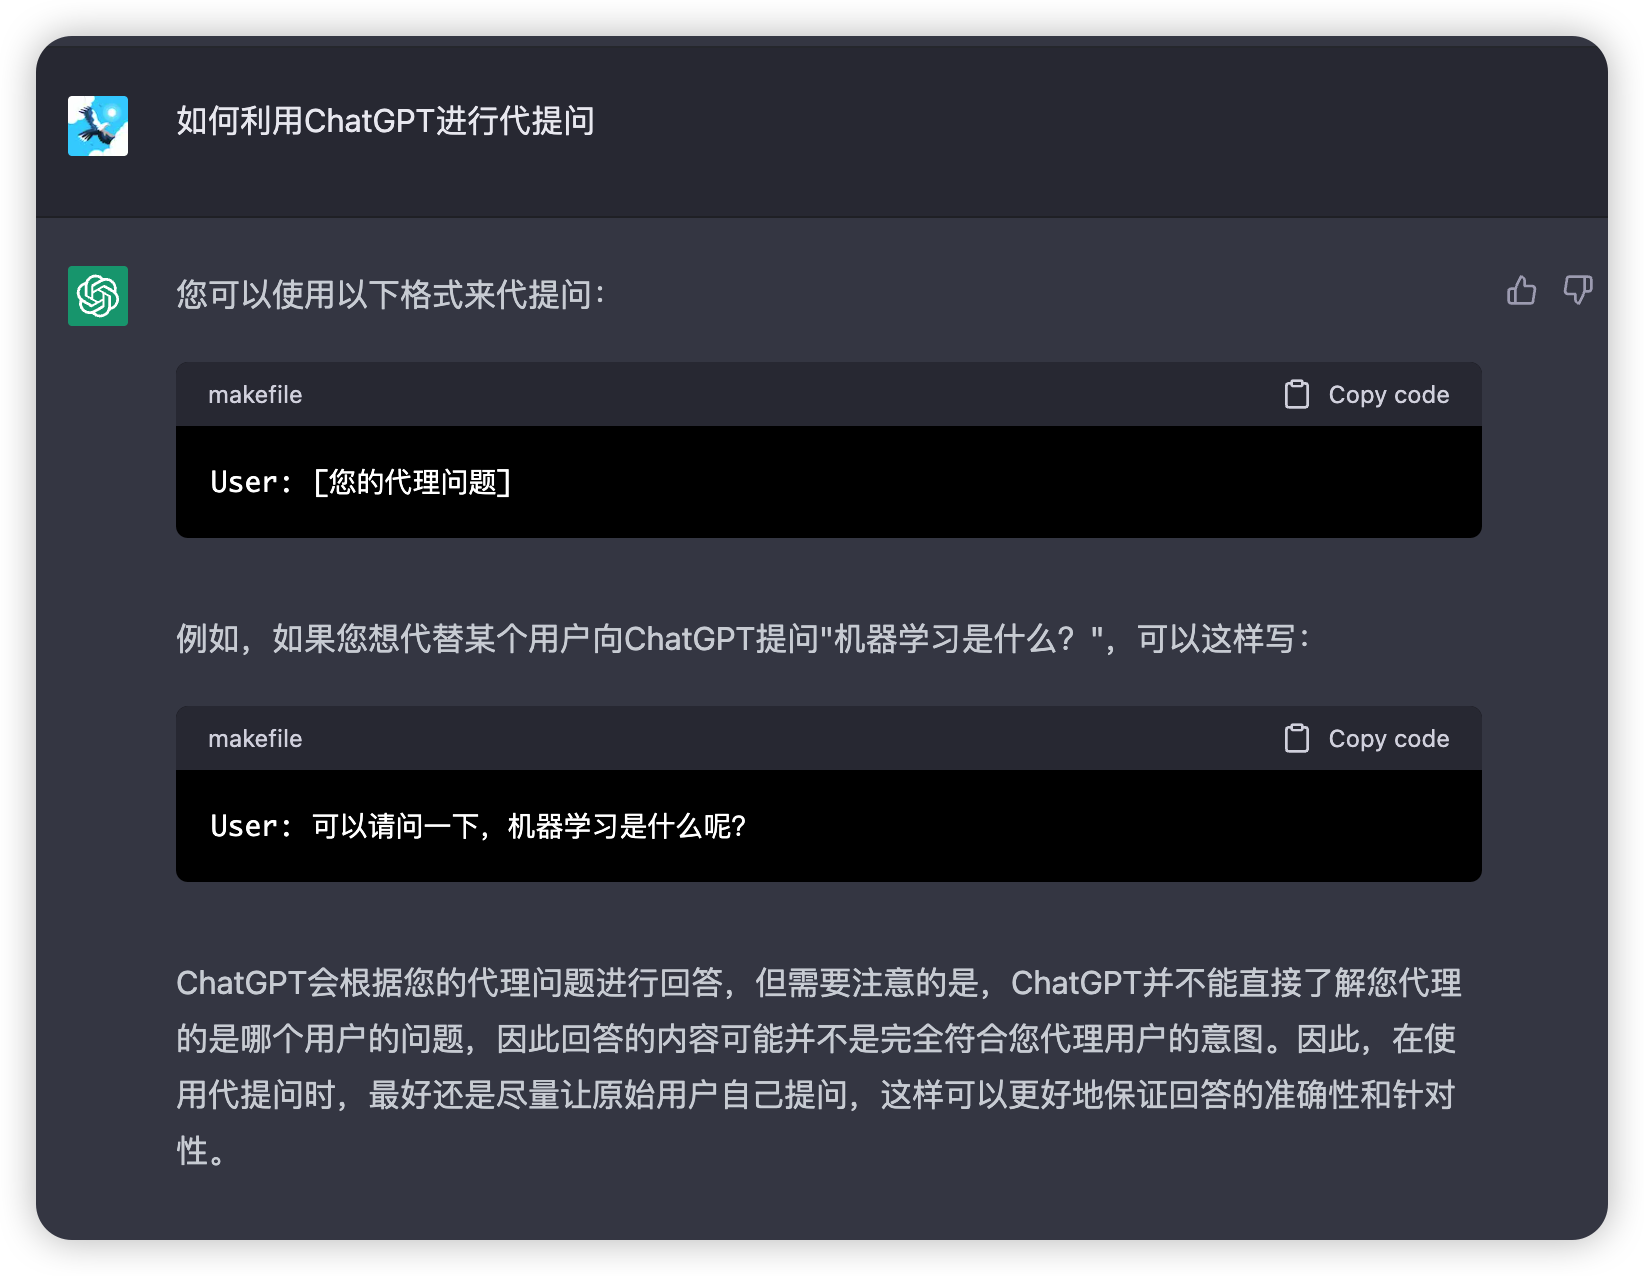 如何利用ChatGPT进行代提问
您可以使用以下格式来代提问：
makefile
Copy code
User: [您的代理问题]
例如，如果您想代替某个用户向ChatGPT提问"机器学习是什么？"，可以这样写：
makefile
Copy code
User: 可以请问一下，机器学习是什么呢?
ChatGPT会根据您的代理问题进行回答，但需要注意的是，ChatGPT并不能直接了解您代理
的是哪个用户的问题，因此回答的内容可能并不是完全符合您代理用户的意图。因此，在使
用代提问时，最好还是尽量让原始用户自己提问，这样可以更好地保证回答的准确性和针对
性。